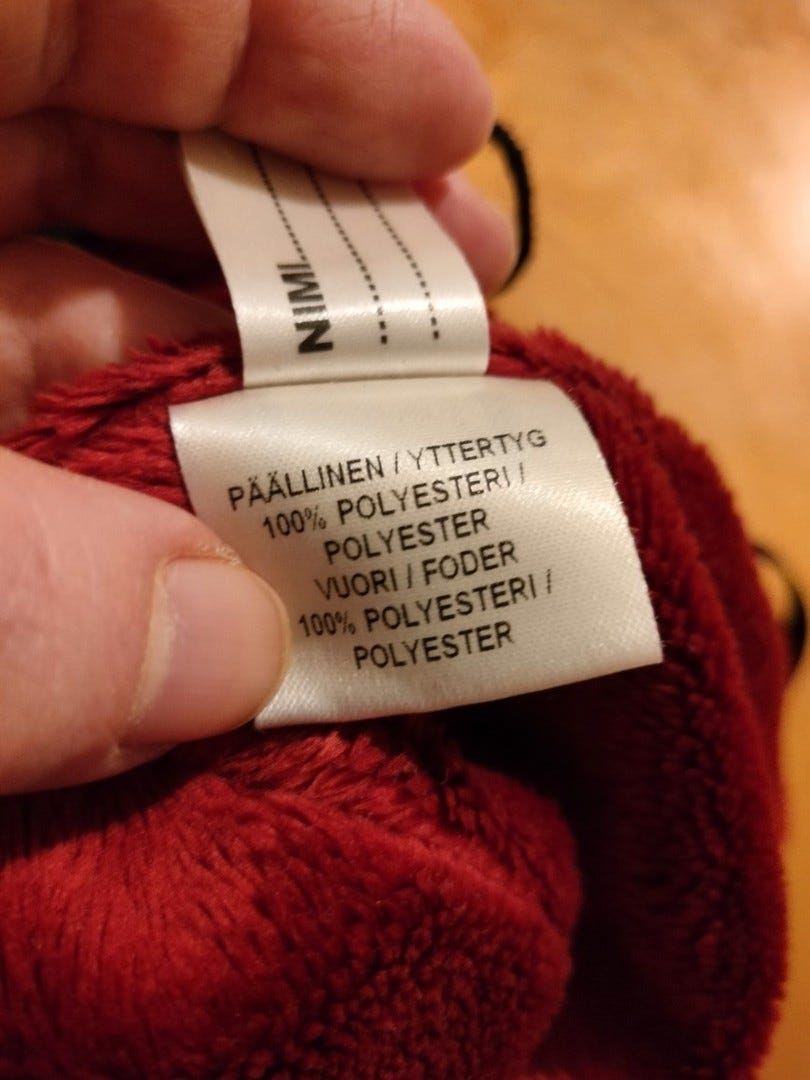 NIMI
PÄÄLLINEN / YTTERTYG
100% POLYESTERI /
POLYESTER
VUORI / FODER
100% POLYESTERI /
POLYESTER